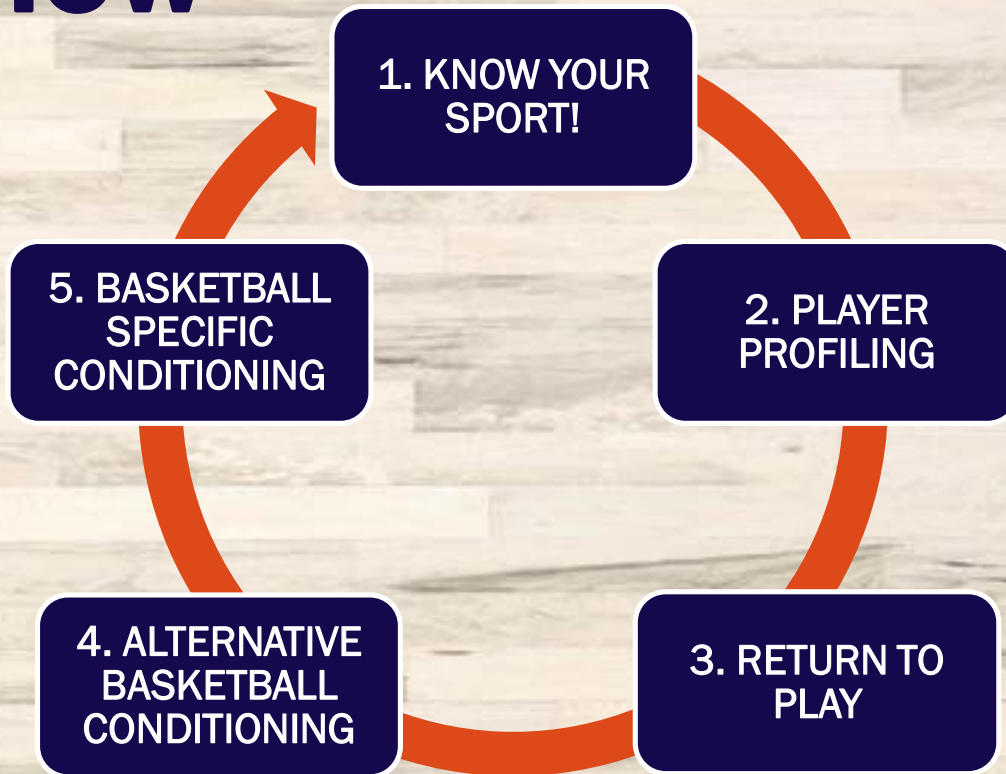 1. KNOW YOUR
SPORT!
2. PLAYER
PROFILING
3. RETURN TO
PLAY
4. ALTERNATIVE
BASKETBALL
CONDITIONING
5. BASKETBALL
SPECIFIC
CONDITIONING